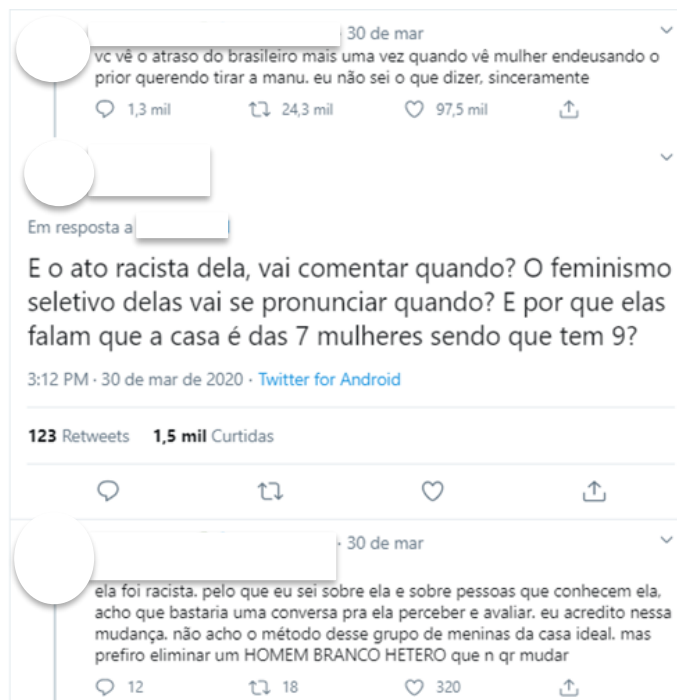 30 de mar
vc vê o atraso do brasileiro mais uma vez quando vê mulher endeusando o
prior querendo tirar a manu. eu não sei o que dizer, sinceramente
1,3 mil 24,3 mil 97,5 mil
Em resposta a
E o ato racista dela, vai comentar quando? O feminismo
seletivo delas vai se pronunciar quando? E por que elas
falam que a casa é das 7 mulheres sendo que tem 9?
3:12 PM · 30 de mar de 2020 · Twitter for Android
123 Retweets 1,5 mil Curtidas
· 30 de mar
ela foi racista. pelo que eu sei sobre ela e sobre pessoas que conhecem ela,
acho que bastaria uma conversa pra ela perceber e avaliar. eu acredito nessa
mudança. não acho o método desse grupo de meninas da casa ideal. mas
prefiro eliminar um HOMEM BRANCO HETERO que n qr mudar
12 18 320